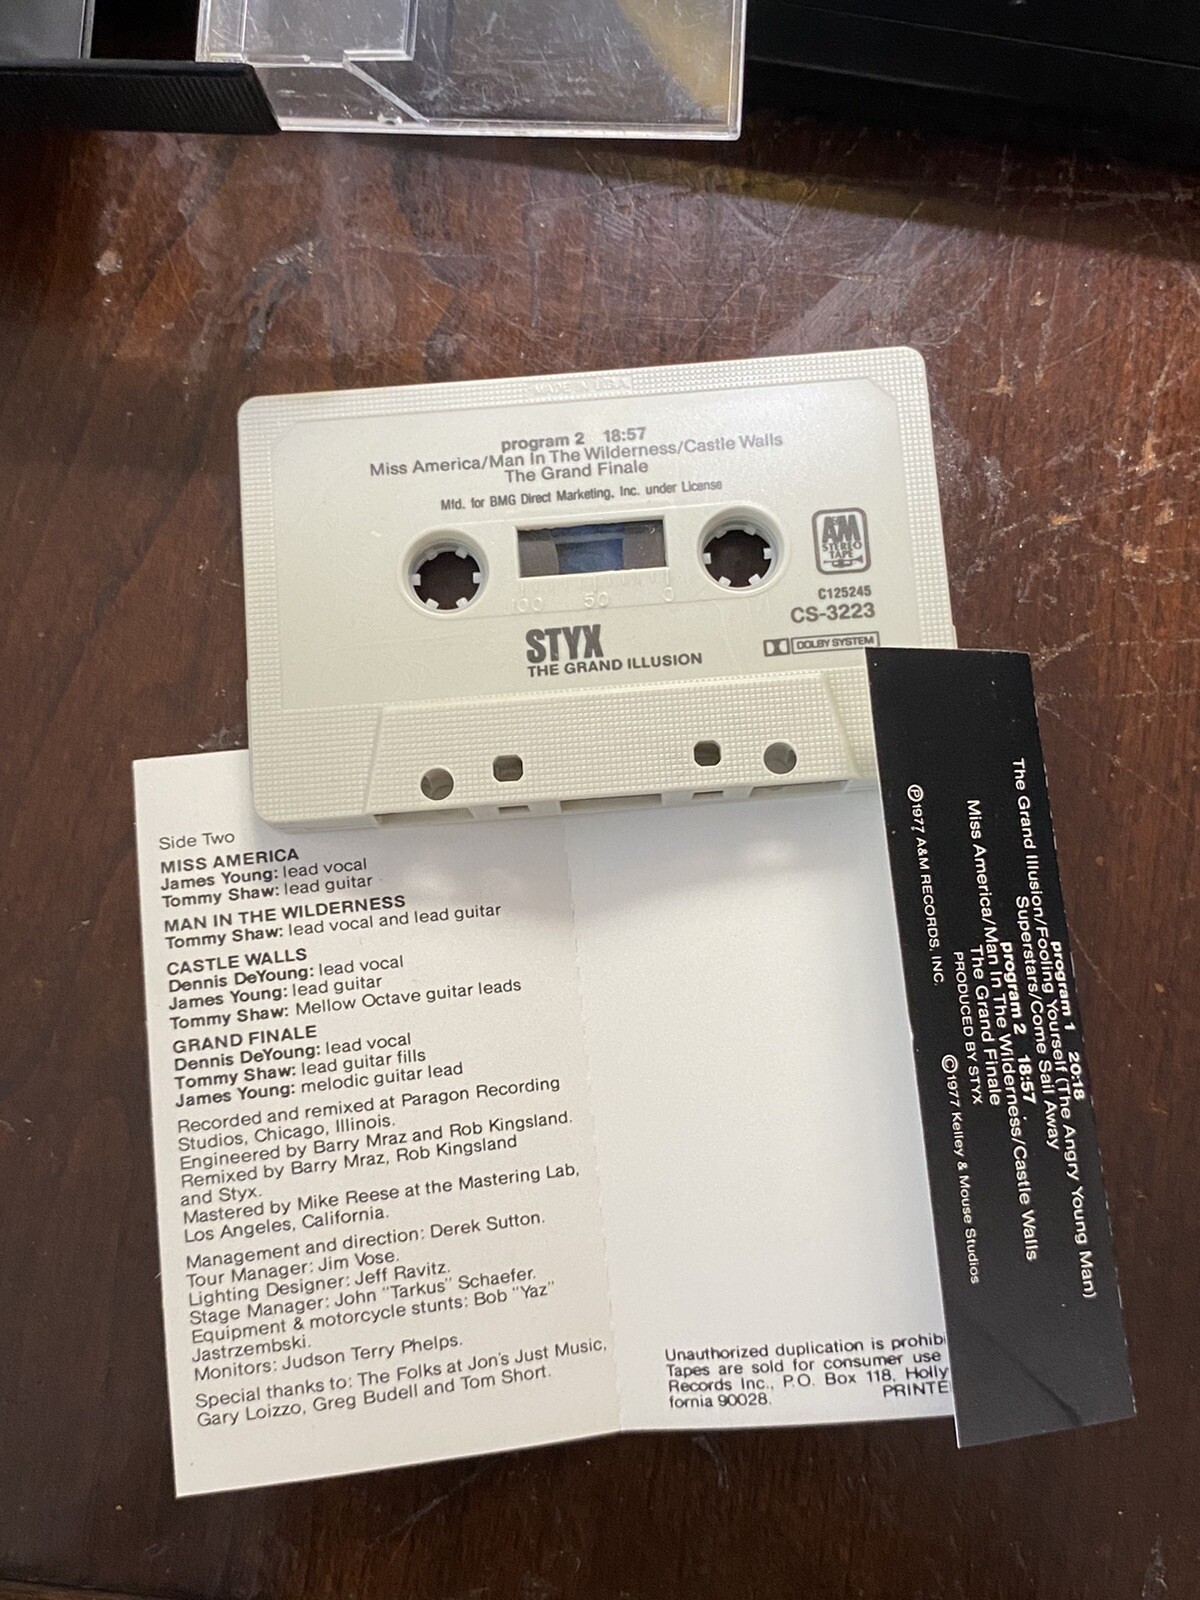 MADE IN U.S.A.
program 2 18:57
Miss America/Man In The Wilderness/Castle Walls
The Grand Finale
Mfd. for BMG Direct Marketing, Inc. under License
A&M
STEREO
TAPE
C125245
CS-3223
100 50 0
STYX
THE GRAND ILLUSION
DOLBY SYSTEM
Side Two
MISS AMERICA
James Young: lead vocal
Tommy Shaw: lead guitar
MAN IN THE WILDERNESS
Tommy Shaw: lead vocal and lead guitar
CASTLE WALLS
Dennis DeYoung: lead vocal
James Young: lead guitar
Tommy Shaw: Mellow Octave guitar leads
GRAND FINALE
Dennis DeYoung: lead vocal
Tommy Shaw: lead guitar fills
James Young: melodic guitar lead
Recorded and remixed at Paragon Recording
Studios, Chicago, Illinois.
Engineered by Barry Mraz and Rob Kingsland.
Remixed by Barry Mraz, Rob Kingsland
and Styx.
Mastered by Mike Reese at the Mastering Lab,
Los Angeles, California.
Management and direction: Derek Sutton.
Tour Manager: Jim Vose.
Lighting Designer: Jeff Ravitz.
Stage Manager: John "Tarkus" Schaefer.
Equipment & motorcycle stunts: Bob "Yaz"
Jastrzembski.
Monitors: Judson Terry Phelps.
Special thanks to: The Folks at Jon's Just Music,
Gary Loizzo, Greg Budell and Tom Short.
Unauthorized duplication is prohib
Tapes are sold for consumer use
Records Inc., P.O. Box 118, Holly
fornia 90028. PRINTE
program 1 20:18
The Grand Illusion/Fooling Yourself (The Angry Young Man)
Superstars/Come Sail Away
program 2 18:57
Miss America/Man In The Wilderness/Castle Walls
The Grand Finale
PRODUCED BY STYX
℗1977 A&M RECORDS, INC. ©1977 Kelley & Mouse Studios